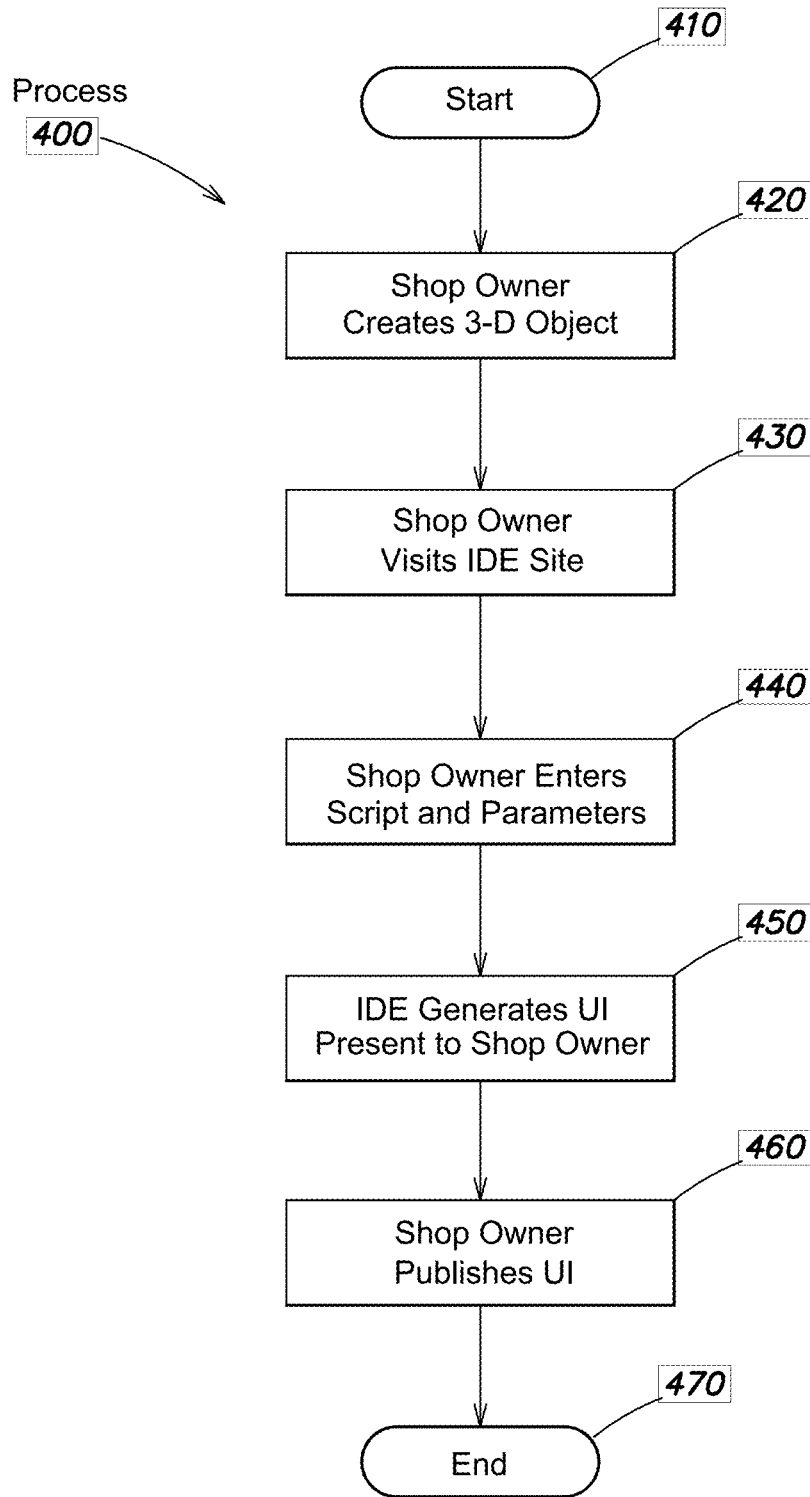 410
Process
400
Start
420
Shop Owner
Creates 3-D Object
430
Shop Owner
Visits IDE Site
440
Shop Owner Enters
Script and Parameters
450
IDE Generates UI
Present to Shop Owner
460
Shop Owner
Publishes UI
470
End